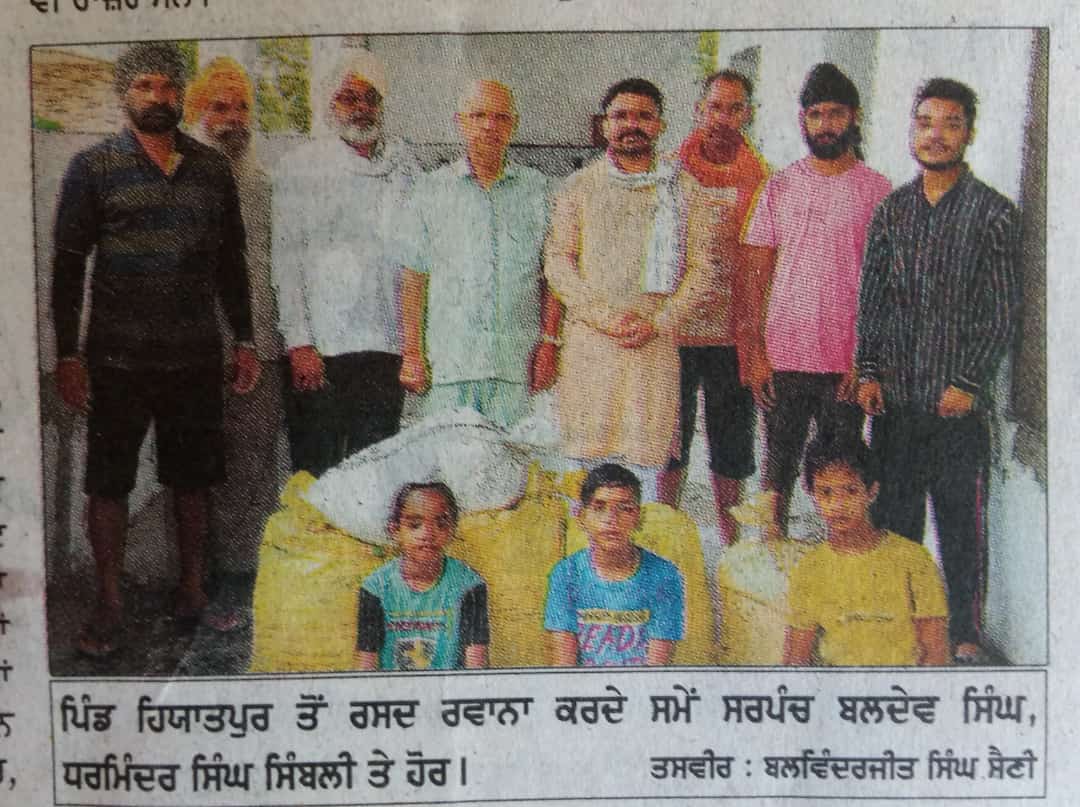 ਪਿੰਡ ਹਿਯਾਤਪੁਰ ਤੋਂ ਰਸਦ ਰਵਾਨਾ ਕਰਦੇ ਸਮੇਂ ਸਰਪੰਚ ਬਲਦੇਵ ਸਿੰਘ,
ਧਰਮਿੰਦਰ ਸਿੰਘ ਸਿੰਬਲੀ ਤੇ ਹੋਰ। ਤਸਵੀਰ : ਬਲਵਿੰਦਰਜੀਤ ਸਿੰਘ ਸੈਣੀ